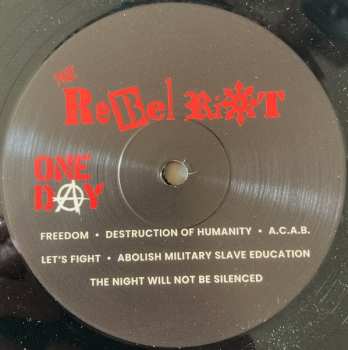 THE
ReBel RiOT
ONE
DAY
FREEDOM • DESTRUCTION OF HUMANITY • A.C.A.B.
LET'S FIGHT • ABOLISH MILITARY SLAVE EDUCATION
THE NIGHT WILL NOT BE SILENCED